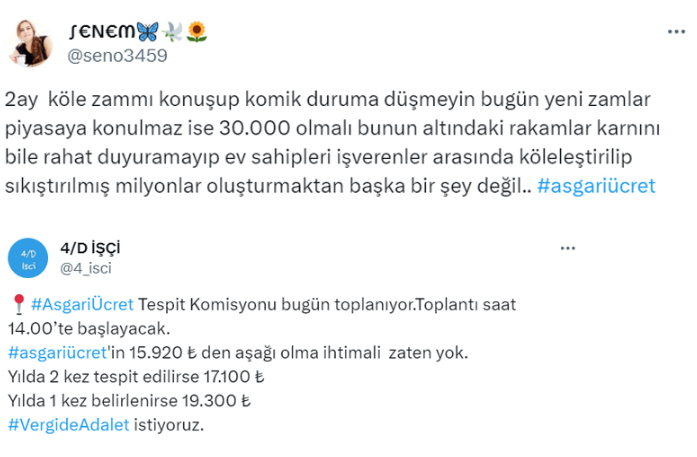 ʃ€N€ᗰ🦋🕊️🌻
@seno3459
2ay köle zammı konuşup komik duruma düşmeyin bugün yeni zamlar
piyasaya konulmaz ise 30.000 olmalı bunun altındaki rakamlar karnını
bile rahat duyuramayıp ev sahipleri işverenler arasında köleleştirilip
sıkıştırılmış milyonlar oluşturmaktan başka bir şey değil.. #asgariücret
4/D İŞÇİ
@4_isci
4/D
İşci
📍#AsgariÜcret Tespit Komisyonu bugün toplanıyor.Toplantı saat
14.00’te başlayacak.
#asgariücret'in 15.920 ₺ den aşağı olma ihtimali zaten yok.
Yılda 2 kez tespit edilirse 17.100 ₺
Yılda 1 kez belirlenirse 19.300 ₺
#VergideAdalet istiyoruz.